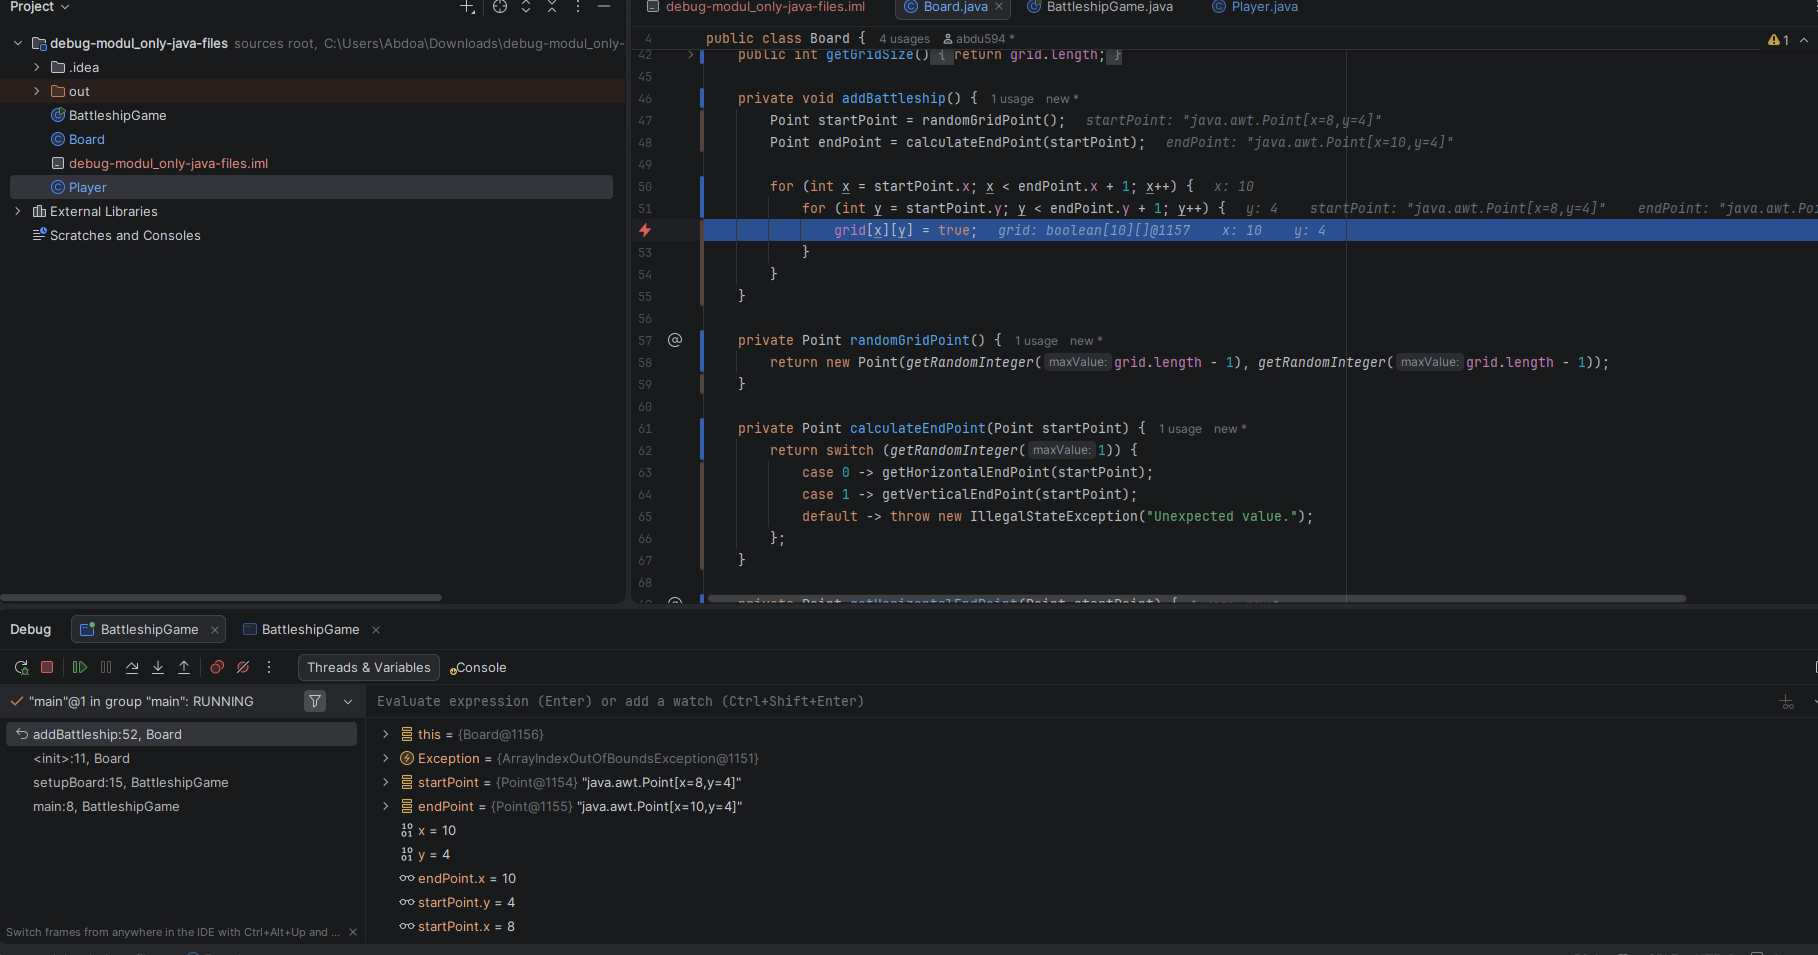 Project
debug-modul_only-java-files sources root, C:\Users\Abdoa\Downloads\debug-modul_only-
.idea
out
BattleshipGame
Board
debug-modul_only-java-files.iml
Player
External Libraries
Scratches and Consoles
debug-modul_only-java-files.iml Board.java BattleshipGame.java Player.java
4 public class Board { 4 usages abdu594 *
1
42 public int getGridSize() { return grid.length; }
45
46 private void addBattleship() { 1 usage new *
47 Point startPoint = randomGridPoint(); startPoint: "java.awt.Point[x=8,y=4]"
48 Point endPoint = calculateEndPoint(startPoint); endPoint: "java.awt.Point[x=10,y=4]"
49
50 for (int x = startPoint.x; x < endPoint.x + 1; x++) { x: 10
51 for (int y = startPoint.y; y < endPoint.y + 1; y++) { y: 4 startPoint: "java.awt.Point[x=8,y=4]" endPoint: "java.awt.Poi
grid[x][y] = true; grid: boolean[10][]@1157 x: 10 y: 4
53 }
54 }
55 }
56
57 @ private Point randomGridPoint() { 1 usage new *
58 return new Point(getRandomInteger( maxValue: grid.length - 1), getRandomInteger( maxValue: grid.length - 1));
59 }
60
61 private Point calculateEndPoint(Point startPoint) { 1 usage new *
62 return switch (getRandomInteger( maxValue: 1)) {
63 case 0 -> getHorizontalEndPoint(startPoint);
64 case 1 -> getVerticalEndPoint(startPoint);
65 default -> throw new IllegalStateException("Unexpected value.");
66 };
67 }
68
private Point getHorizontalEndPoint(Point startPoint) {
Debug BattleshipGame BattleshipGame
Threads & Variables Console
"main"@1 in group "main": RUNNING
addBattleship:52, Board
<init>:11, Board
setupBoard:15, BattleshipGame
main:8, BattleshipGame
Switch frames from anywhere in the IDE with Ctrl+Alt+Up and ...
Evaluate expression (Enter) or add a watch (Ctrl+Shift+Enter)
this = {Board@1156}
Exception = {ArrayIndexOutOfBoundsException@1151}
startPoint = {Point@1154} "java.awt.Point[x=8,y=4]"
endPoint = {Point@1155} "java.awt.Point[x=10,y=4]"
x = 10
y = 4
endPoint.x = 10
startPoint.y = 4
startPoint.x = 8